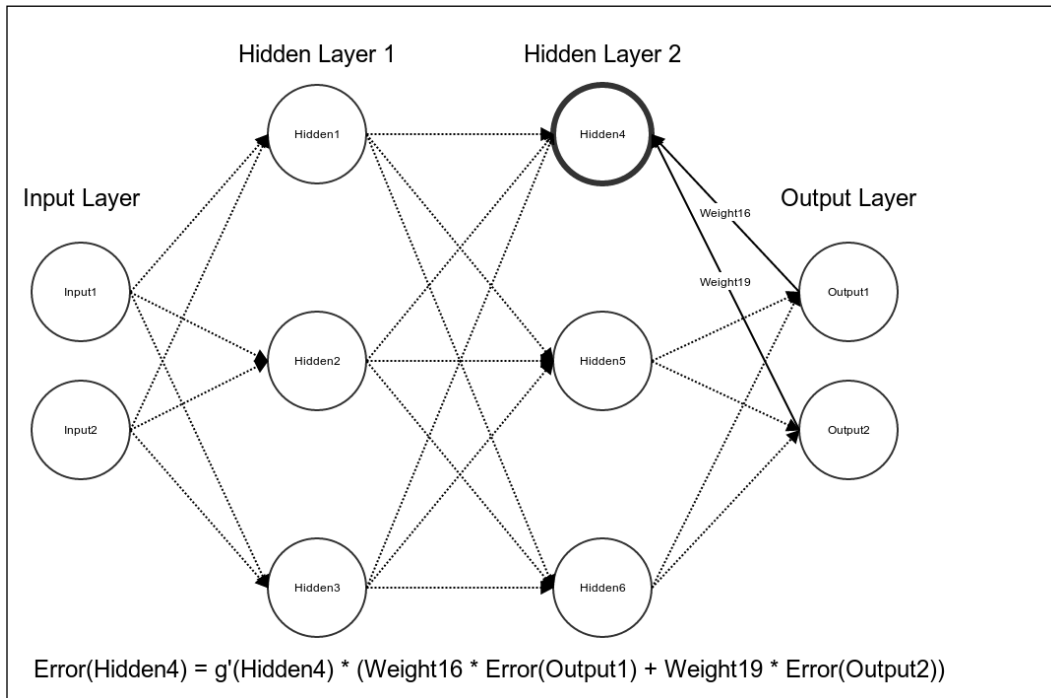 Hidden Layer 1
Hidden Layer 2
Hidden1
Hidden4
Input Layer
Output Layer
Weight16
Weight19
Input1
Output1
Hidden2
Hidden5
Input2
Output2
Hidden3
Hidden6
Error(Hidden4) = g'(Hidden4) * (Weight16 * Error(Output1) + Weight19 * Error(Output2))